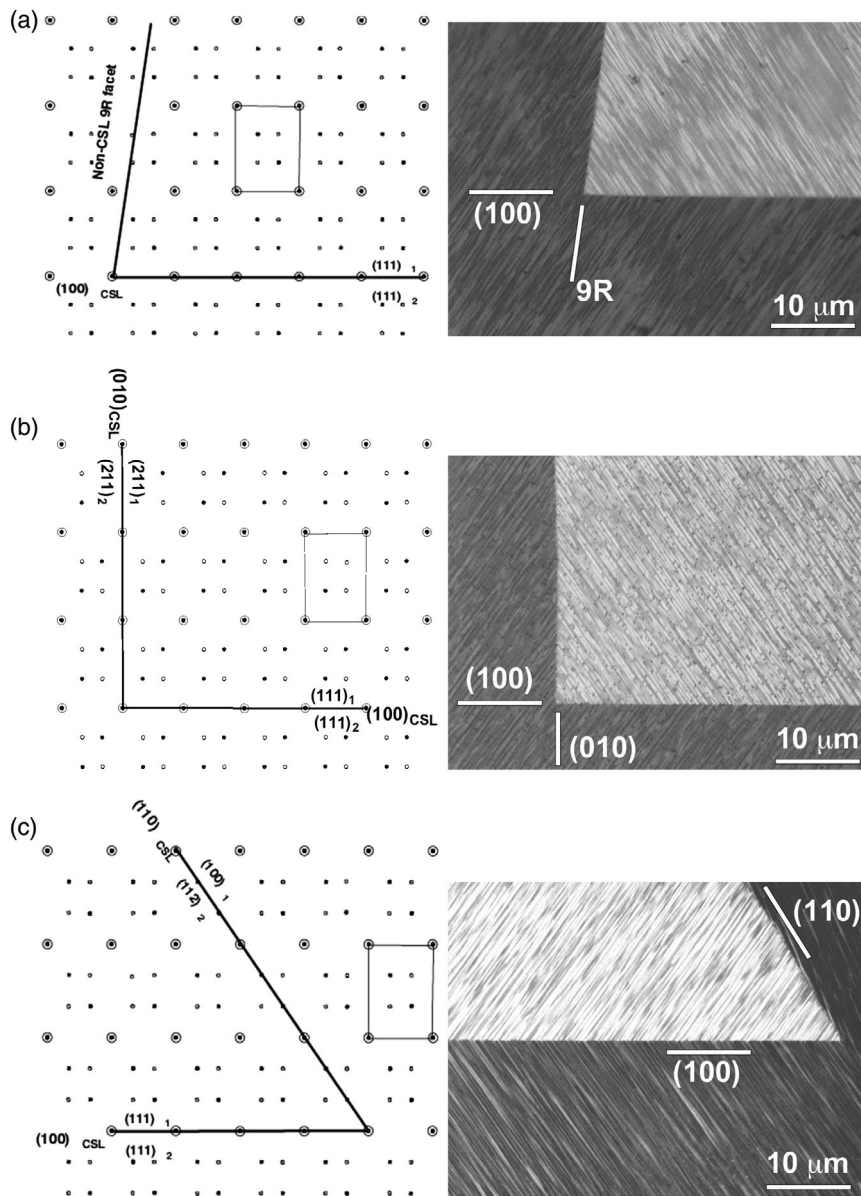 (a)
Non-CSL 9R facet
(100) CSL
(111) 1
(111) 2
(100)
9R
10 μm
(b)
(010)CSL
(211)2
(211)1
(111)1
(111)2
(100)CSL
(100)
(010)
10 μm
(c)
(110) CSL
(100) 1
(112) 2
(100) CSL
(111) 1
(111) 2
(110)
(100)
10 μm